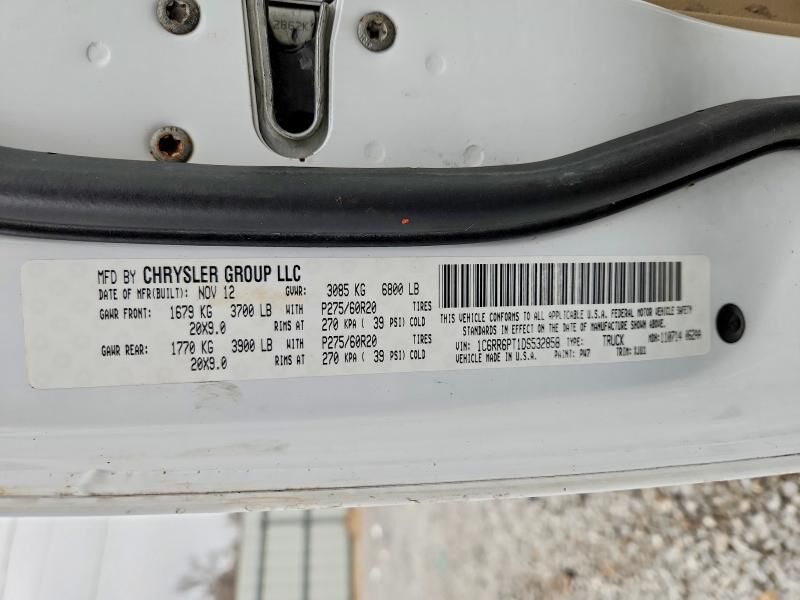 MFD BY CHRYSLER GROUP LLC
DATE OF MFR(BUILT): NOV 12 GVWR: 3085 KG 6800 LB
GAWR FRONT: 1679 KG 3700 LB WITH P275/60R20 TIRES
20X9.0 RIMS AT 270 KPA ( 39 PSI) COLD
GAWR REAR: 1770 KG 3900 LB WITH P275/60R20 TIRES
20X9.0 RIMS AT 270 KPA ( 39 PSI) COLD
THIS VEHICLE CONFORMS TO ALL APPLICABLE U.S.A. FEDERAL MOTOR VEHICLE SAFETY
STANDARDS IN EFFECT ON THE DATE OF MANUFACTURE SHOWN ABOVE.
VIN: 1C6RR6PT1DS532858 TYPE: TRUCK MDH: 110714 062AA
VEHICLE MADE IN U.S.A. PAINT: PW7 TRIM: